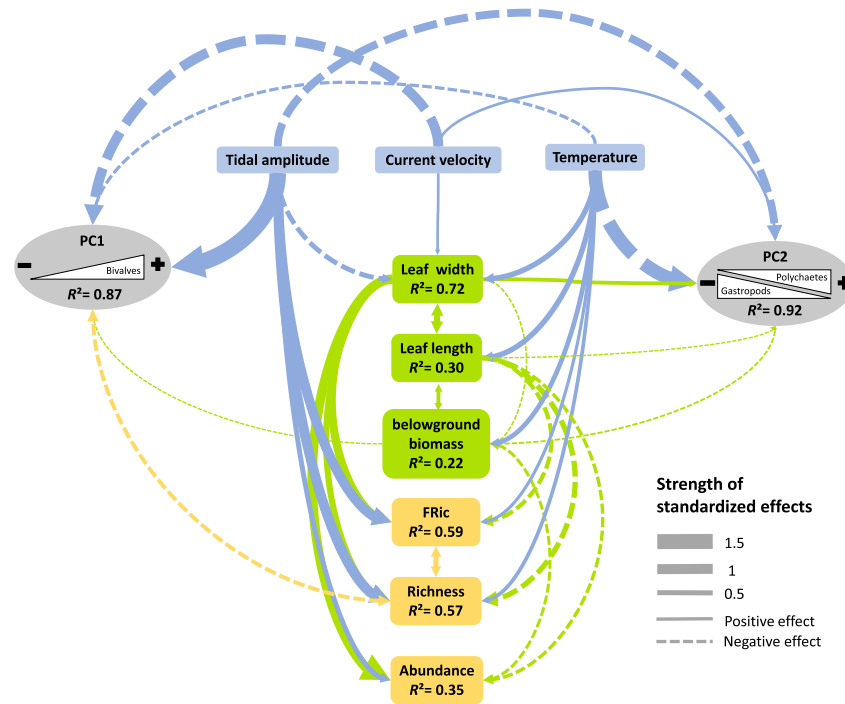 Tidal amplitude
Current velocity
Temperature
PC1
- +
Bivalves
R²= 0.87
PC2
- +
Polychaetes
Gastropods
R²= 0.92
Leaf width
R²= 0.72
Leaf length
R²= 0.30
belowground
biomass
R²= 0.22
FRic
R²= 0.59
Richness
R²= 0.57
Abundance
R²= 0.35
Strength of
standardized effects
1.5
1
0.5
Positive effect
Negative effect